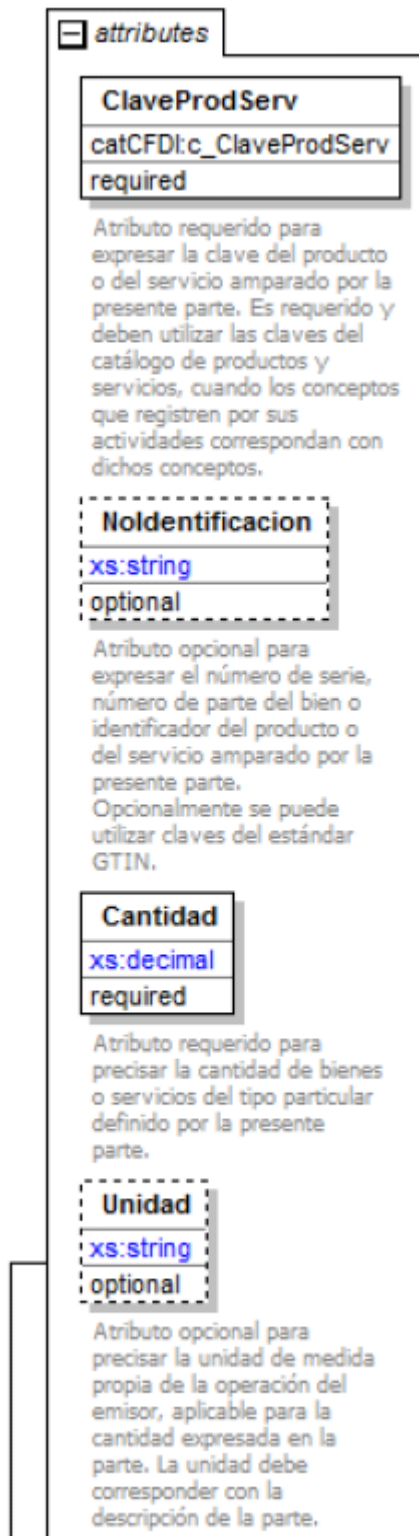 attributes
ClaveProdServ
catCFDI:c_ClaveProdServ
required
Atributo requerido para
expresar la clave del producto
o del servicio amparado por la
presente parte. Es requerido y
deben utilizar las claves del
catálogo de productos y
servicios, cuando los conceptos
que registren por sus
actividades correspondan con
dichos conceptos.
NoIdentificacion
xs:string
optional
Atributo opcional para
expresar el número de serie,
número de parte del bien o
identificador del producto o
del servicio amparado por la
presente parte.
Opcionalmente se puede
utilizar claves del estándar
GTIN.
Cantidad
xs:decimal
required
Atributo requerido para
precisar la cantidad de bienes
o servicios del tipo particular
definido por la presente
parte.
Unidad
xs:string
optional
Atributo opcional para
precisar la unidad de medida
propia de la operación del
emisor, aplicable para la
cantidad expresada en la
parte. La unidad debe
corresponder con la
descripción de la parte.